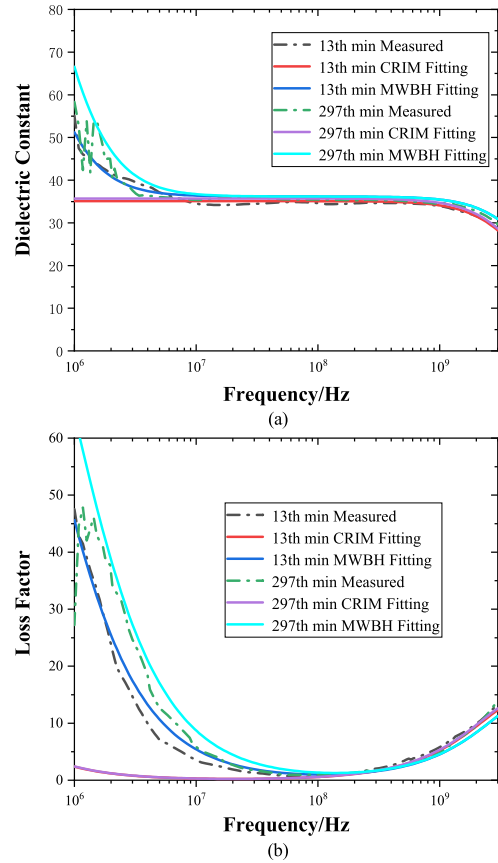 80
70
60
50
40
30
20
10
0
Dielectric Constant
13th min Measured
13th min CRIM Fitting
13th min MWBH Fitting
297th min Measured
297th min CRIM Fitting
297th min MWBH Fitting
10⁶
10⁷
10⁸
10⁹
Frequency/Hz
(a)
60
50
40
30
20
10
0
Loss Factor
13th min Measured
13th min CRIM Fitting
13th min MWBH Fitting
297th min Measured
297th min CRIM Fitting
297th min MWBH Fitting
10⁶
10⁷
10⁸
10⁹
Frequency/Hz
(b)